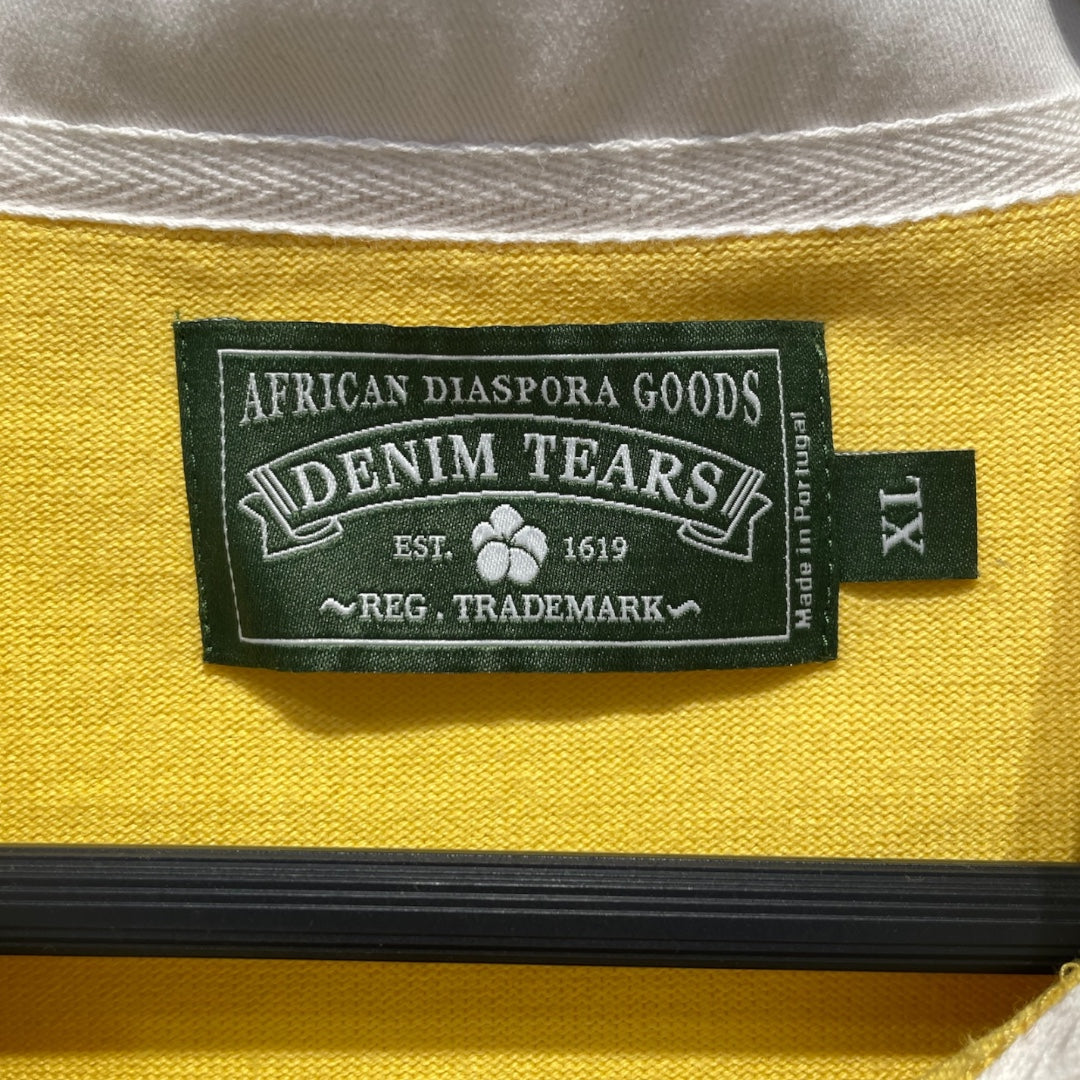 AFRICAN DIASPORA GOODS
DENIM TEARS
EST. 1619
~REG. TRADEMARK~
Made in Portugal
XL